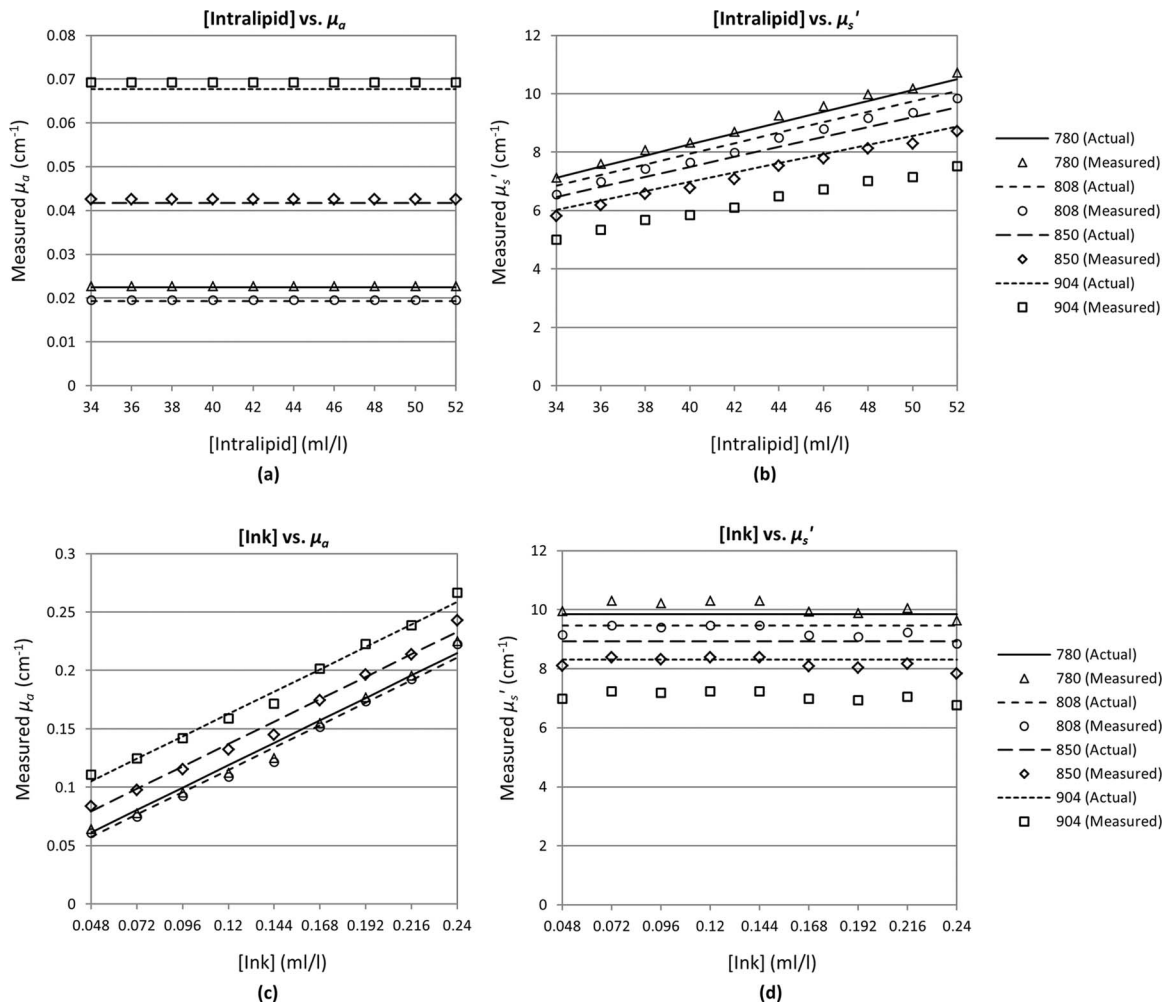 [Intralipid] vs. μa
Measured μa (cm-1)
0.08
0.07
0.06
0.05
0.04
0.03
0.02
0.01
0
34 36 38 40 42 44 46 48 50 52
[Intralipid] (ml/l)
(a)
[Intralipid] vs. μs'
Measured μs' (cm-1)
12
10
8
6
4
2
0
34 36 38 40 42 44 46 48 50 52
[Intralipid] (ml/l)
(b)
780 (Actual)
780 (Measured)
808 (Actual)
808 (Measured)
850 (Actual)
850 (Measured)
904 (Actual)
904 (Measured)
[Ink] vs. μa
Measured μa (cm-1)
0.3
0.25
0.2
0.15
0.1
0.05
0
0.048 0.072 0.096 0.12 0.144 0.168 0.192 0.216 0.24
[Ink] (ml/l)
(c)
[Ink] vs. μs'
Measured μs' (cm-1)
12
10
8
6
4
2
0
0.048 0.072 0.096 0.12 0.144 0.168 0.192 0.216 0.24
[Ink] (ml/l)
(d)
780 (Actual)
780 (Measured)
808 (Actual)
808 (Measured)
850 (Actual)
850 (Measured)
904 (Actual)
904 (Measured)